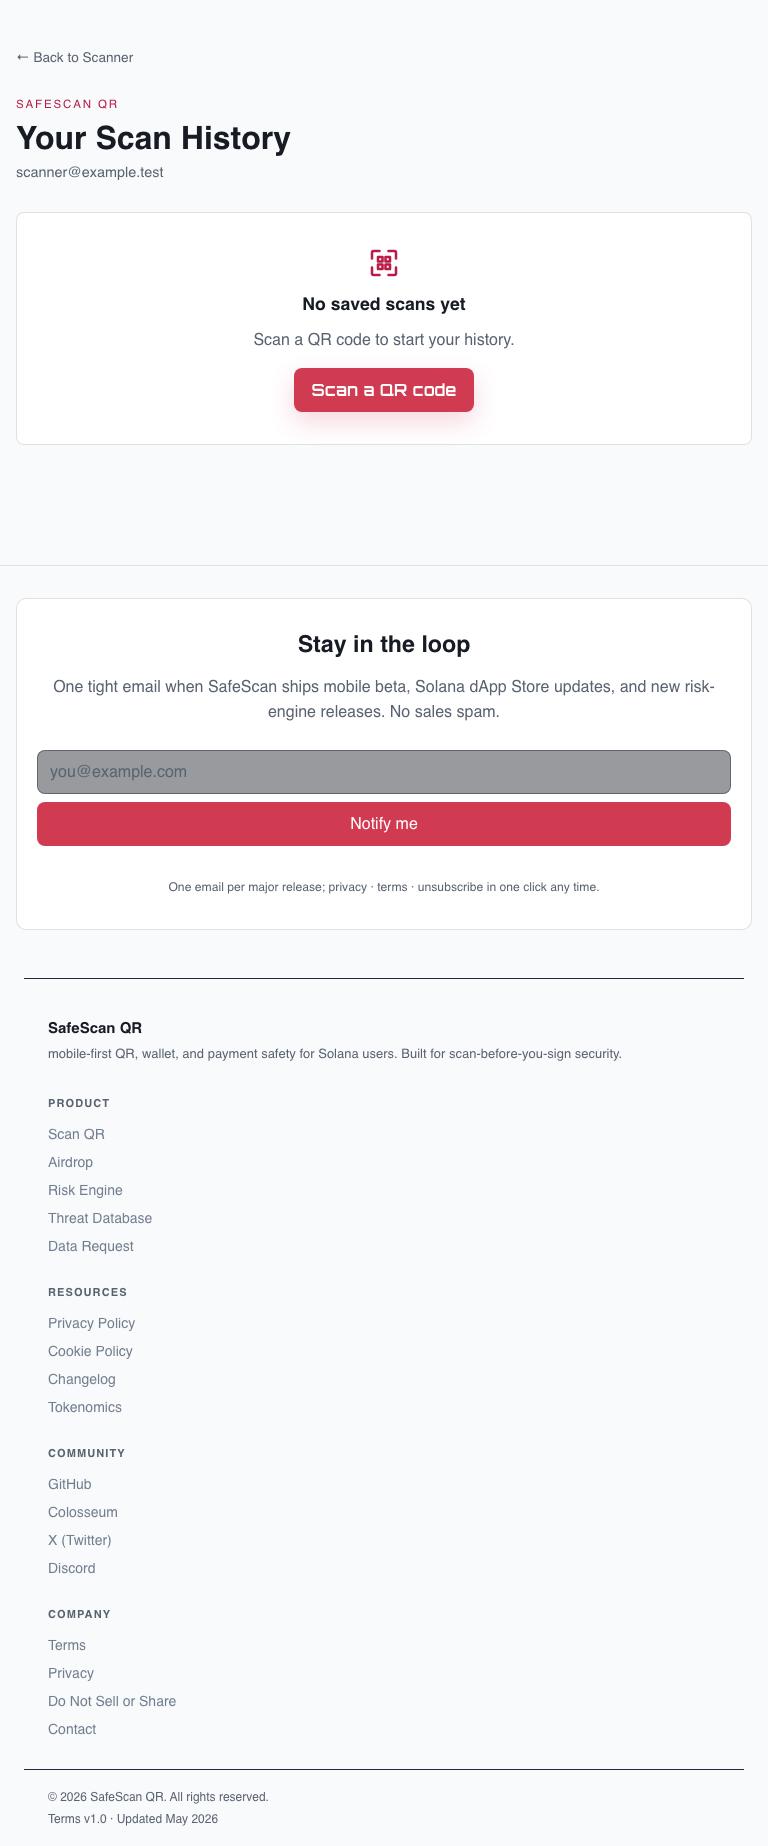 ← Back to Scanner
SAFESCAN QR
Your Scan History
scanner@example.test
No saved scans yet
Scan a QR code to start your history.
Scan a QR code
Stay in the loop
One tight email when SafeScan ships mobile beta, Solana dApp Store updates, and new risk-
engine releases. No sales spam.
you@example.com
Notify me
One email per major release; privacy · terms · unsubscribe in one click any time.
SafeScan QR
mobile-first QR, wallet, and payment safety for Solana users. Built for scan-before-you-sign security.
PRODUCT
Scan QR
Airdrop
Risk Engine
Threat Database
Data Request
RESOURCES
Privacy Policy
Cookie Policy
Changelog
Tokenomics
COMMUNITY
GitHub
Colosseum
X (Twitter)
Discord
COMPANY
Terms
Privacy
Do Not Sell or Share
Contact
© 2026 SafeScan QR. All rights reserved.
Terms v1.0 · Updated May 2026